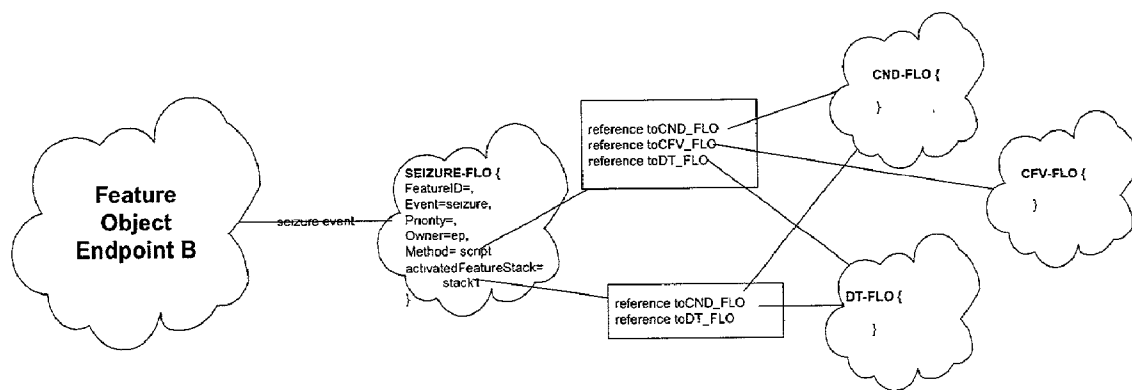 Feature
Object
Endpoint B
seizure event
SEIZURE-FLO {
FeatureID=,
Event=seizure,
Priority=,
Owner=ep,
Method= script
activatedFeatureStack=
stack1
}
reference toCND_FLO
reference toCFV_FLO
reference toDT_FLO
reference toCND_FLO
reference toDT_FLO
CND-FLO {
}
CFV-FLO {
}
DT-FLO {
}